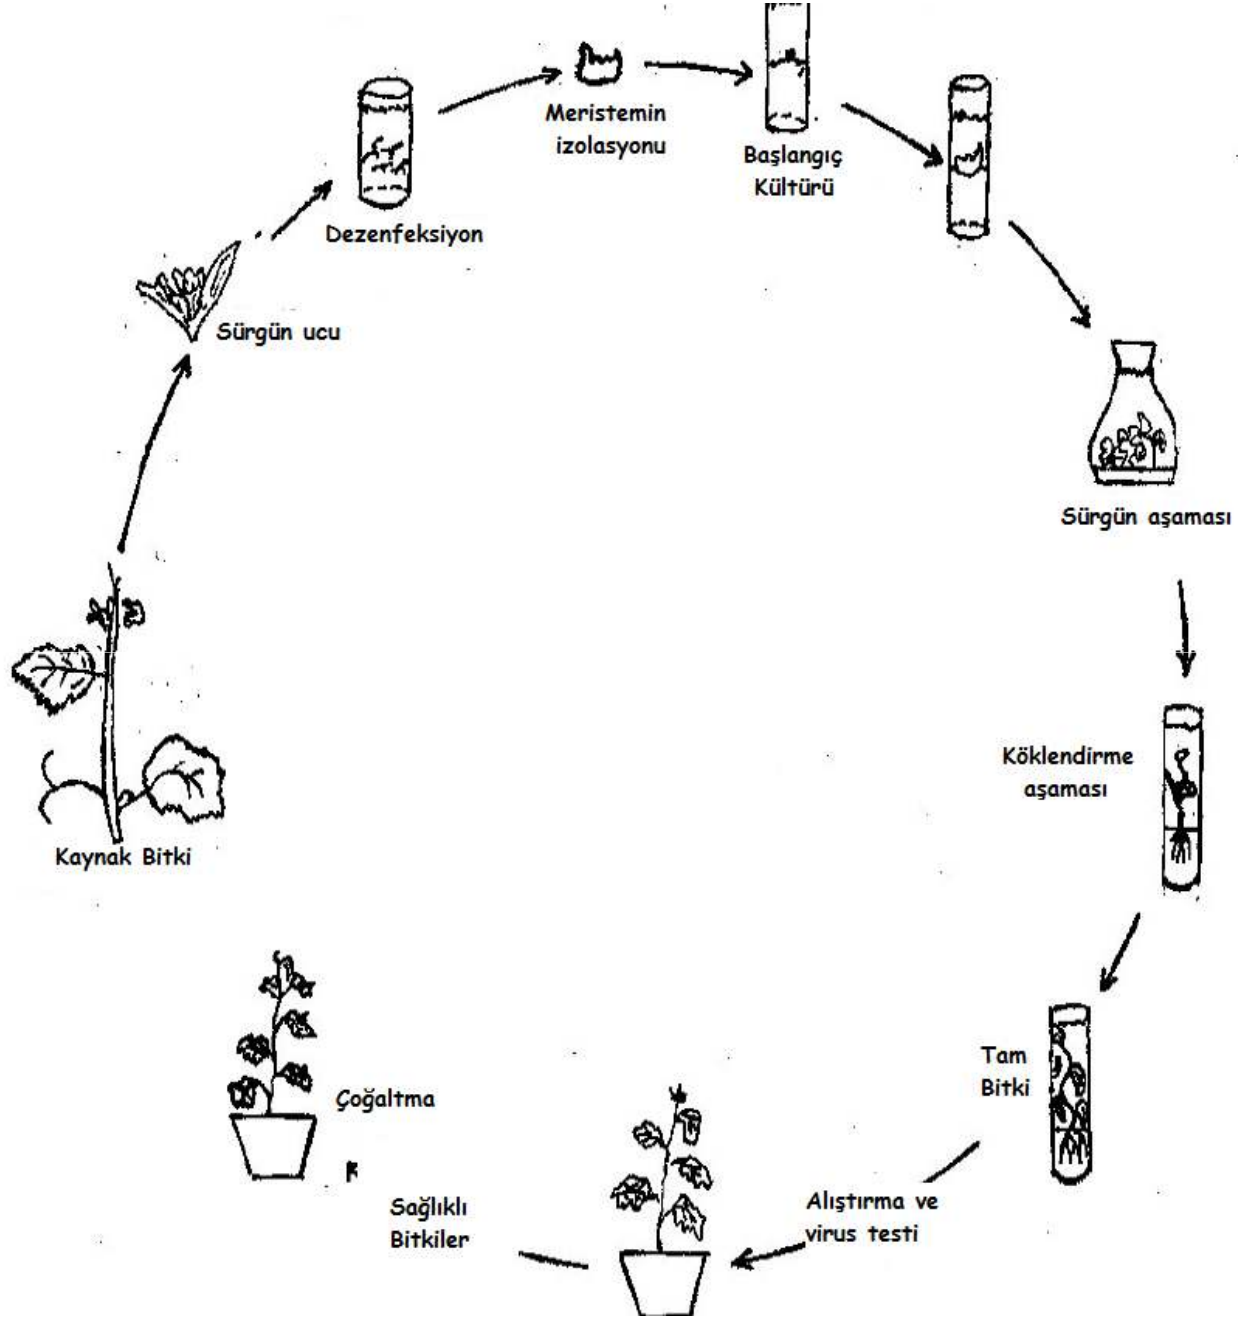 Kaynak Bitki
Sürgün ucu
Dezenfeksiyon
Meristemin
izolasyonu
Başlangıç
Kültürü
Sürgün aşaması
Köklendirme
aşaması
Tam
Bitki
Alıştırma ve
virus testi
Sağlıklı
Bitkiler
Çoğaltma